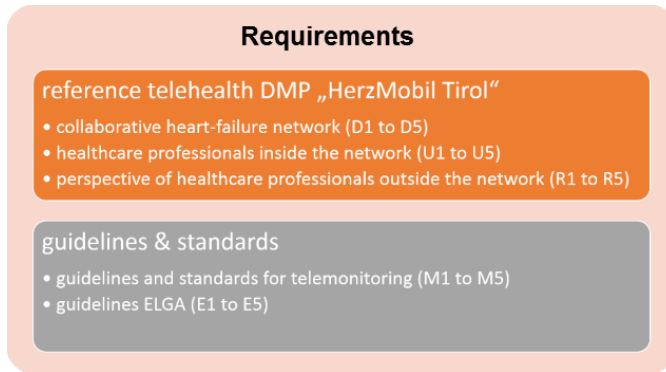 Requirements
reference telehealth DMP „HerzMobil Tirol“
• collaborative heart-failure network (D1 to D5)
• healthcare professionals inside the network (U1 to U5)
• perspective of healthcare professionals outside the network (R1 to R5)
guidelines & standards
• guidelines and standards for telemonitoring (M1 to M5)
• guidelines ELGA (E1 to E5)